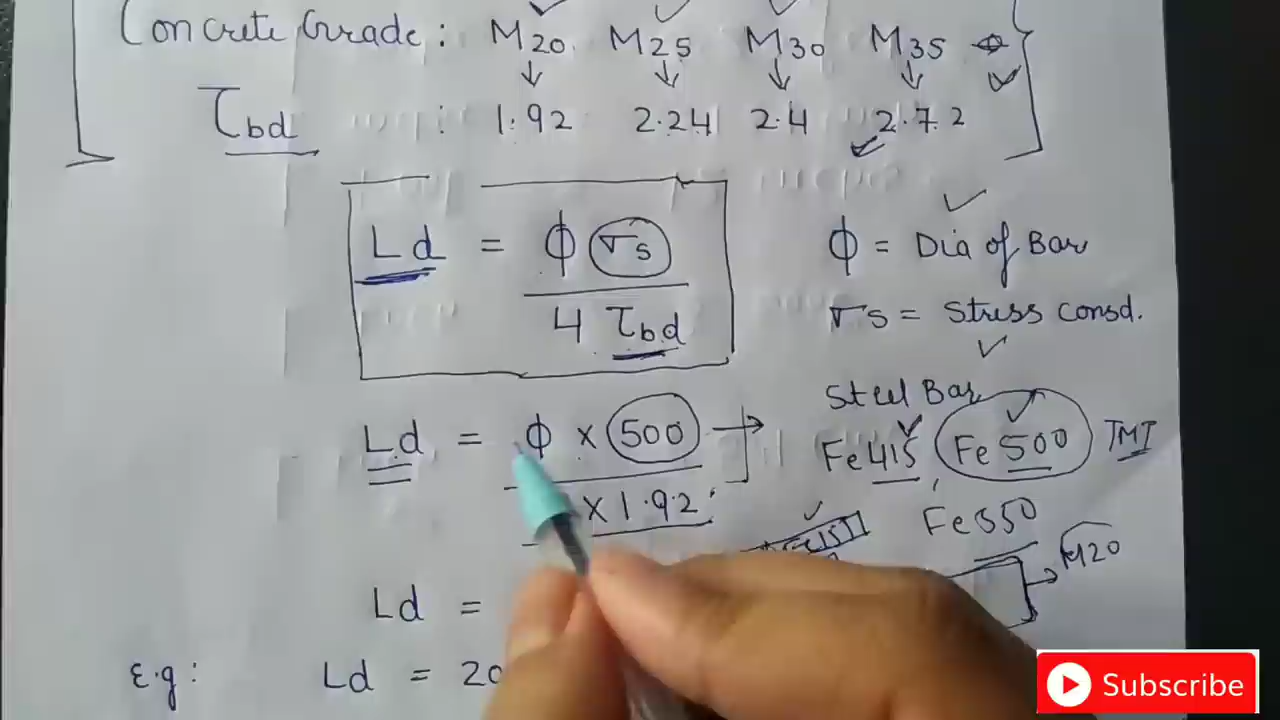 Concrete Grade : M20 M25 M30 M35
τbd : 1.92 2.24 2.4 2.72
Ld = ϕ σs / 4 τbd
ϕ = Dia of Bar
σs = Stress Consd.
Steel Bar
Ld = ϕ x 500 / x 1.92
Fe415, Fe500 TMT
Fe550
M20
Ld =
E.g: Ld = 20
Subscribe